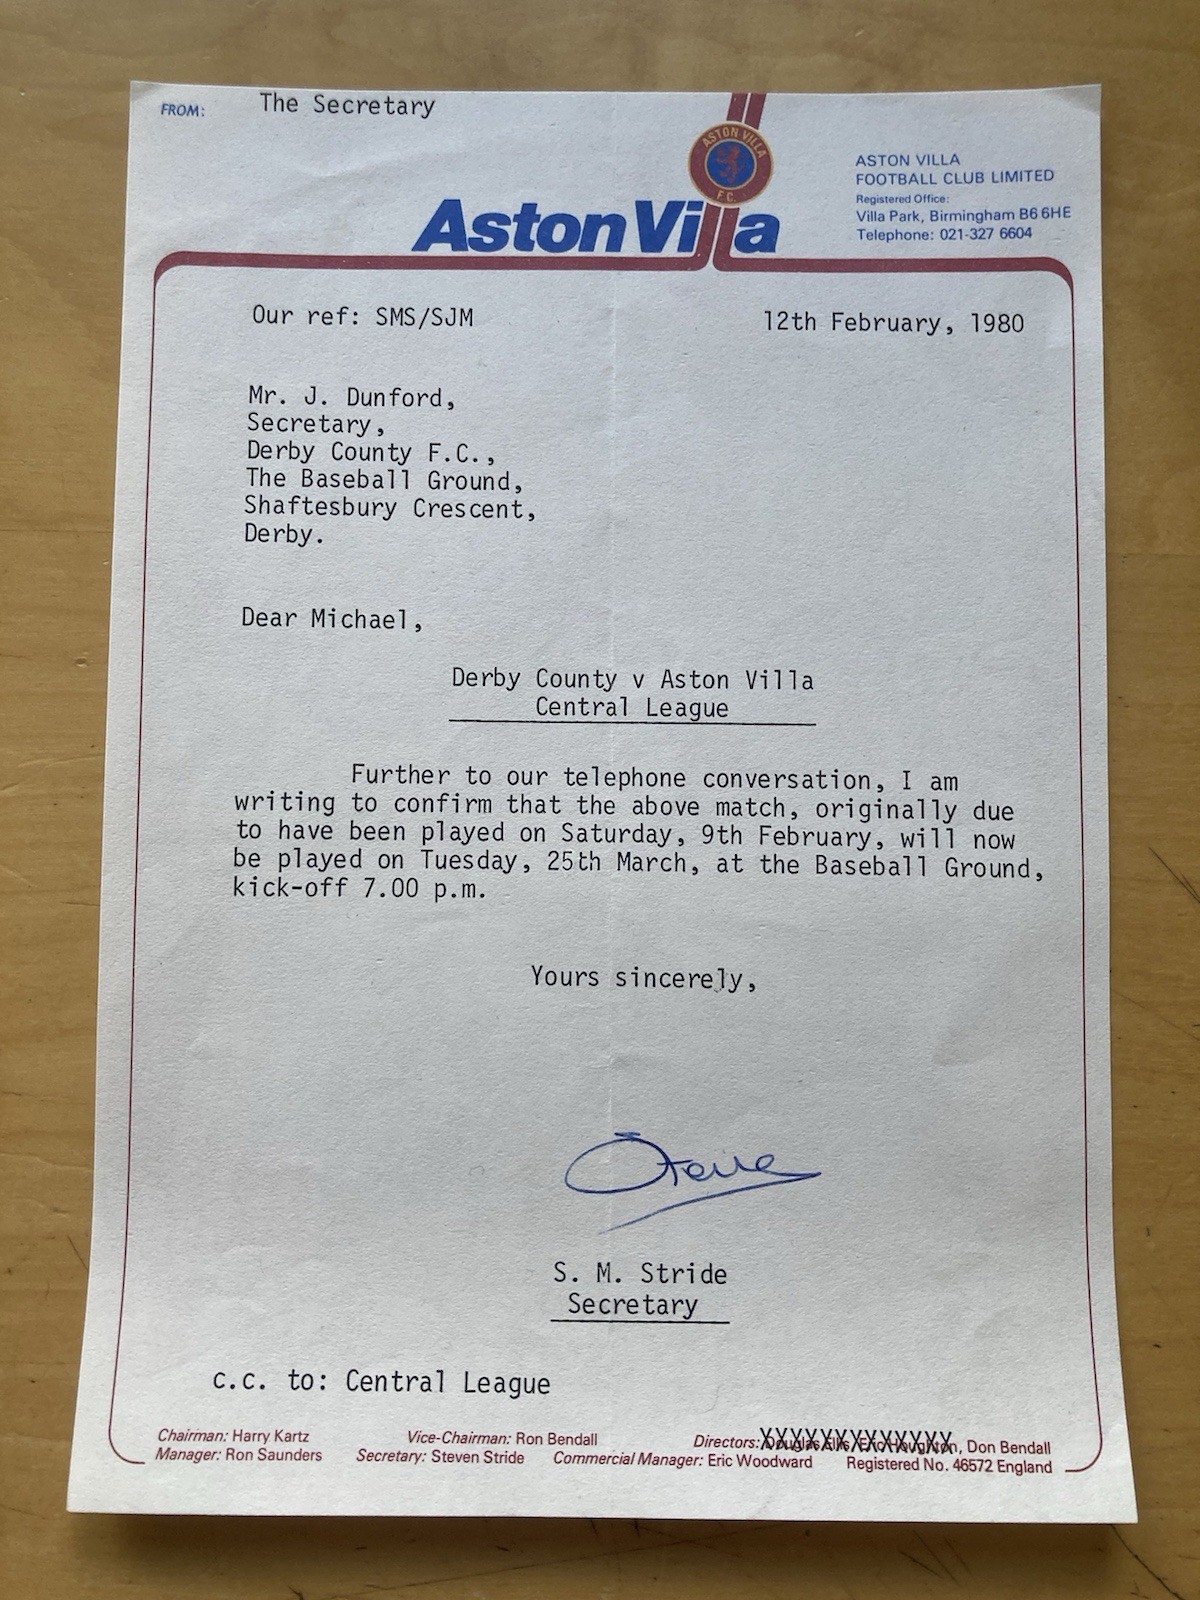 FROM: The Secretary
ASTON VILLA
F.C.
Aston Villa
ASTON VILLA
FOOTBALL CLUB LIMITED
Registered Office:
Villa Park, Birmingham B6 6HE
Telephone: 021-327 6604
Our ref: SMS/SJM
12th February, 1980
Mr. J. Dunford,
Secretary,
Derby County F.C.,
The Baseball Ground,
Shaftesbury Crescent,
Derby.
Dear Michael,
Derby County v Aston Villa
Central League
Further to our telephone conversation, I am
writing to confirm that the above match, originally due
to have been played on Saturday, 9th February, will now
be played on Tuesday, 25th March, at the Baseball Ground,
kick-off 7.00 p.m.
Yours sincerely,
Steve
S. M. Stride
Secretary
c.c. to: Central League
Chairman: Harry Kartz Vice-Chairman: Ron Bendall Directors: Douglas Ellis, Eric Houghton, Don Bendall
Manager: Ron Saunders Secretary: Steven Stride Commercial Manager: Eric Woodward Registered No. 46572 England